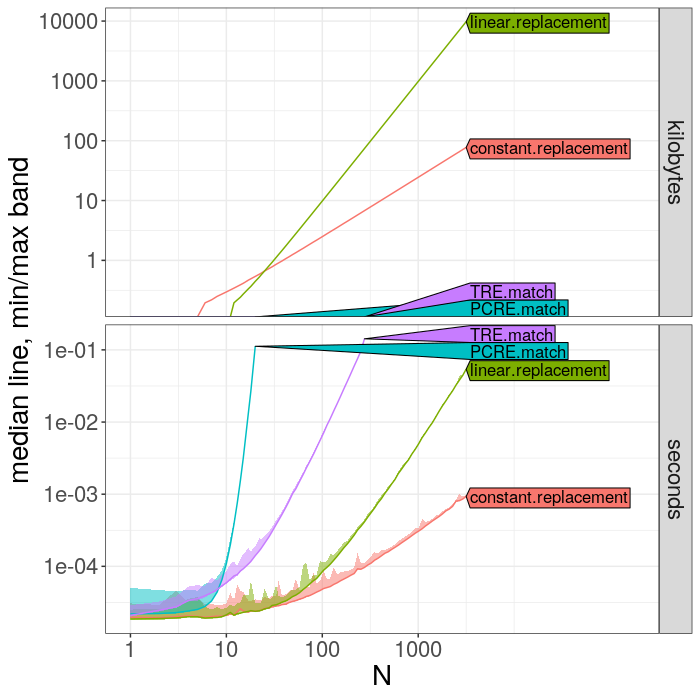 10000
linear.replacement
1000
100
constant.replacement
10
1
TRE.match
PCRE.match
kilobytes
median line, min/max band
TRE.match
1e-01
PCRE.match
linear.replacement
1e-02
1e-03
constant.replacement
1e-04
seconds
1
10
100
1000
N